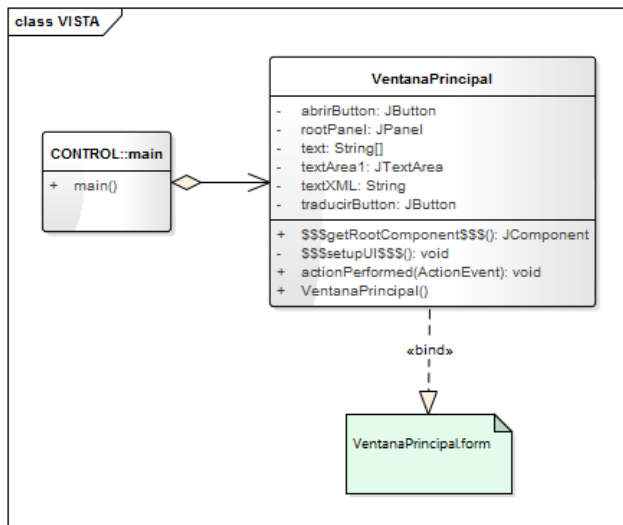 class VISTA
VentanaPrincipal
- abrirButton: JButton
- rootPanel: JPanel
- text: String[]
- textArea1: JTextArea
- textXML: String
- traducirButton: JButton
+ $$$getRootComponent$$$(): JComponent
- $$$setupUI$$$(): void
+ actionPerformed(ActionEvent): void
+ VentanaPrincipal()
CONTROL::main
+ main()
«bind»
VentanaPrincipal.form